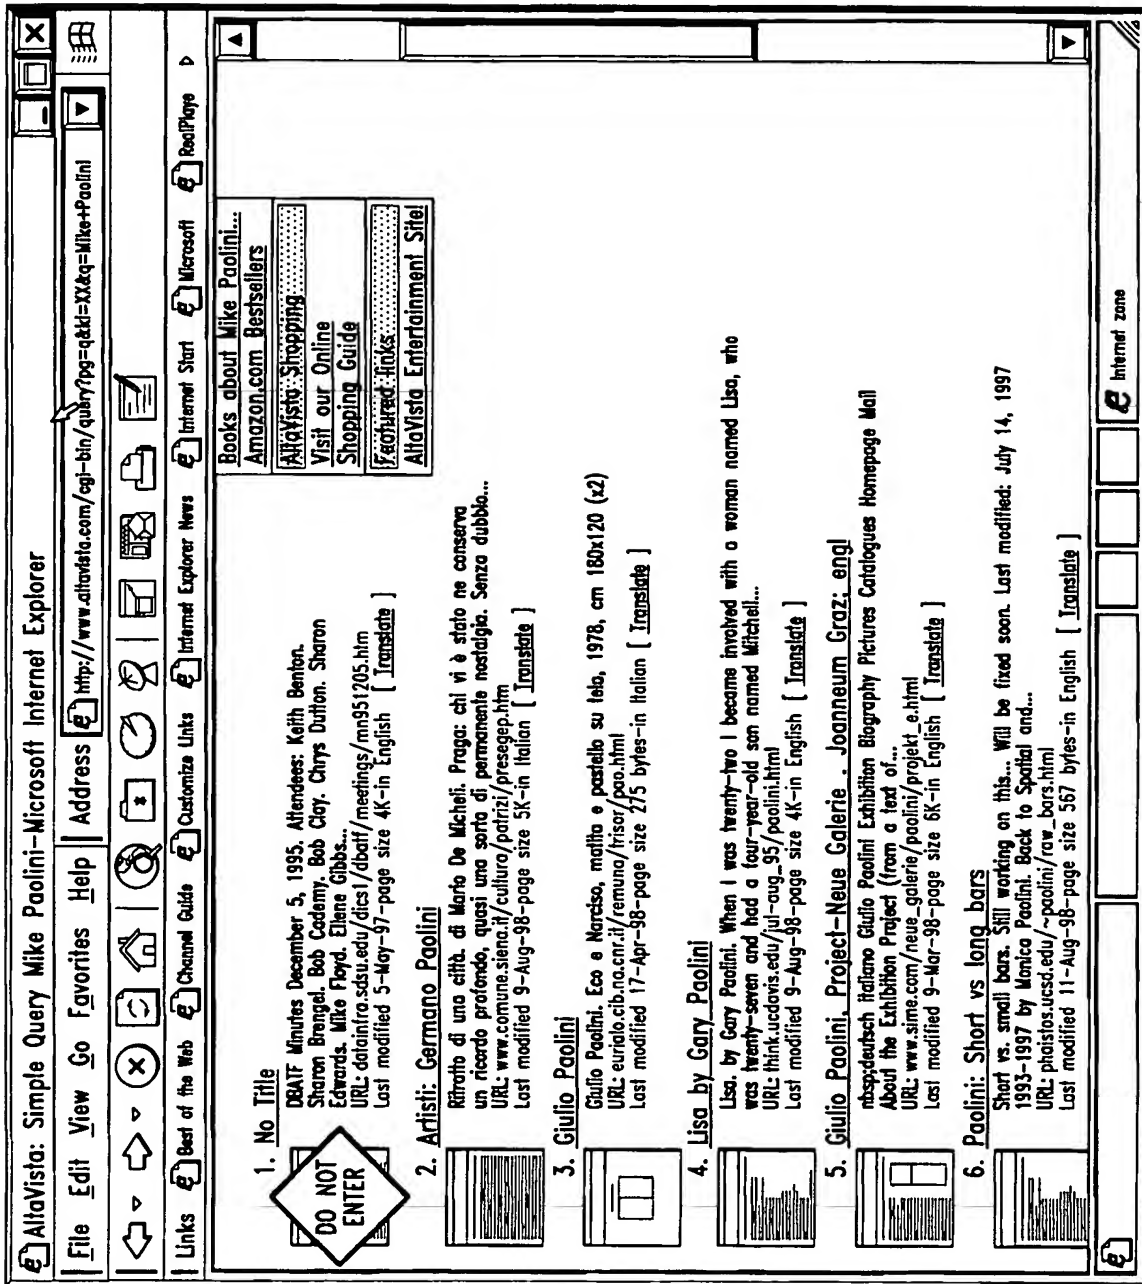 AltaVista: Simple Query Mike Paolini-Microsoft Internet Explorer
File Edit View Go Favorites Help Address http://www.altavista.com/cgi-bin/query?pg=q&kl=XX&q=Mike+Paolini
Links Best of the Web Channel Guide Customize Links Internet Explorer News Internet Start Microsoft RealPlaye
Books about Mike Paolini...
Amazon.com Bestsellers
AltaVista Shopping
Visit our Online
Shopping Guide
Featured links
AltaVista Entertainment Site!
DO NOT
ENTER
1. No Title
DBATF Minutes December 5, 1995. Attendees: Keith Benton.
Sharon Brengel. Bob Cademy. Bob Clay. Chrys Dutton. Sharon
Edwards. Mike Floyd. Ellene Gibbs...
URL: datainfra.sdsu.edu/dics1/dbatf/meetings/mn951205.htm
Last modified 5-May-97-page size 4K-in English [ Translate ]
2. Artisti: Germano Paolini
Ritratto di una città. di Mario De Micheli. Praga: chi vi è stato ne conserva
un ricordo profondo, quasi una sorta di permanente nostalgia. Senza dubbio...
URL: www.comune.siena.it/cultura/patrizi/presegep.htm
Last modified 9-Aug-98-page size 5K-in Italian [ Translate ]
3. Giulio Paolini
Giulio Paolini. Eco e Narciso, matita e pastello su tela, 1978, cm 180x120 (x2)
URL: eurialo.cib.na.cnr.it/remuna/trisor/pao.html
Last modified 17-Apr-98-page size 275 bytes-in Italian [ Translate ]
4. Lisa by Gary Paolini
Lisa. by Gary Paolini. When I was twenty-two I became involved with a woman named Lisa, who
was twenty-seven and had a four-year-old son named Mitchell...
URL: think.ucdavis.edu/jul-aug_95/paolini.html
Last modified 9-Aug-98-page size 4K-in English [ Translate ]
5. Giulio Paolini, Project-Neue Galerie . Joanneum Graz; engl
nbsp;deutsch Italiano Giulio Paolini Exhibition Biography Pictures Catalogues Homepage Mail
About the Exhibition Project (from a text of...
URL: www.sime.com/neue_galerie/paolini/projekt_e.html
Last modified 9-Mar-98-page size 6K-in English [ Translate ]
6. Paolini: Short vs long bars
Short vs. small bars. Still working on this... Will be fixed soon. Last modified: July 14, 1997
1993-1997 by Monica Paolini. Back to Spatial and...
URL: phaistos.ucsd.edu/~paolini/raw_bars.html
Last modified 11-Aug-98-page size 567 bytes-in English [ Translate ]
Internet zone